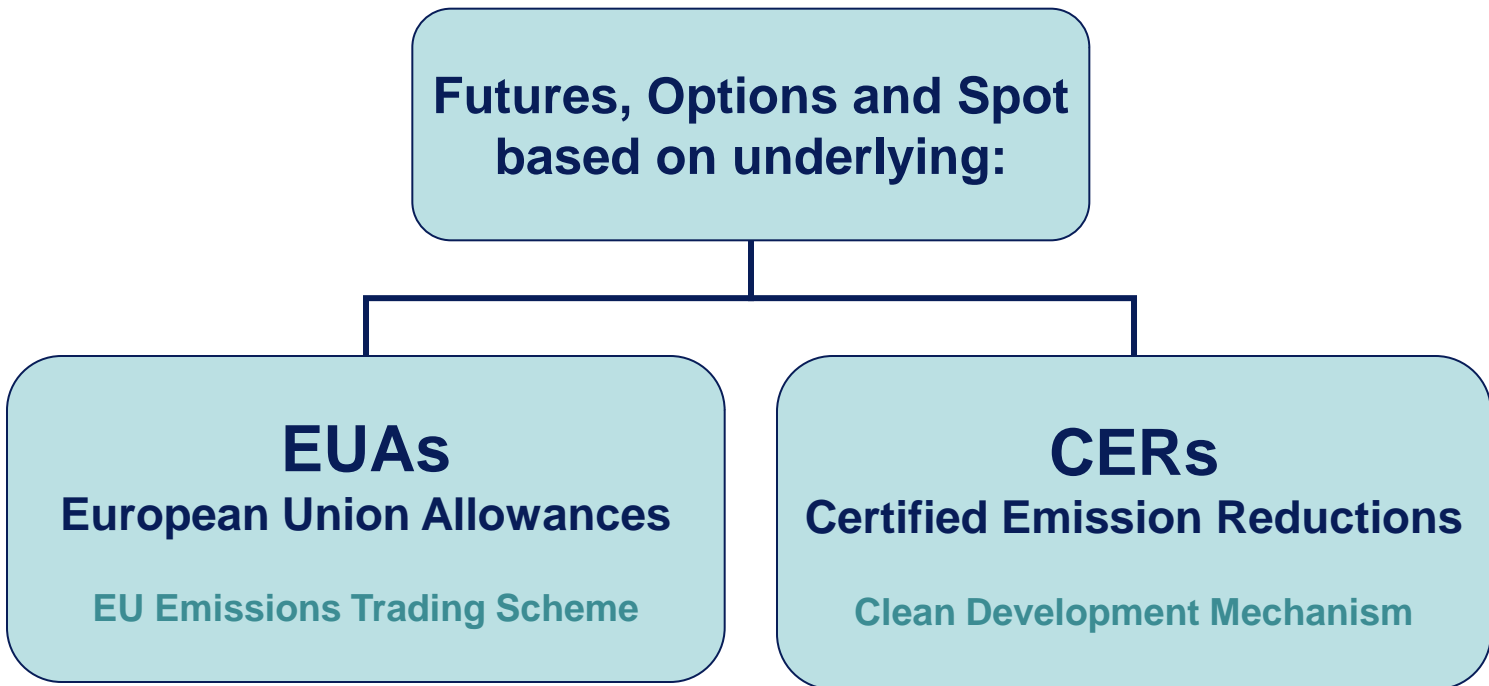 Futures, Options and Spot
based on underlying:
EUAs
European Union Allowances
EU Emissions Trading Scheme
CERs
Certified Emission Reductions
Clean Development Mechanism